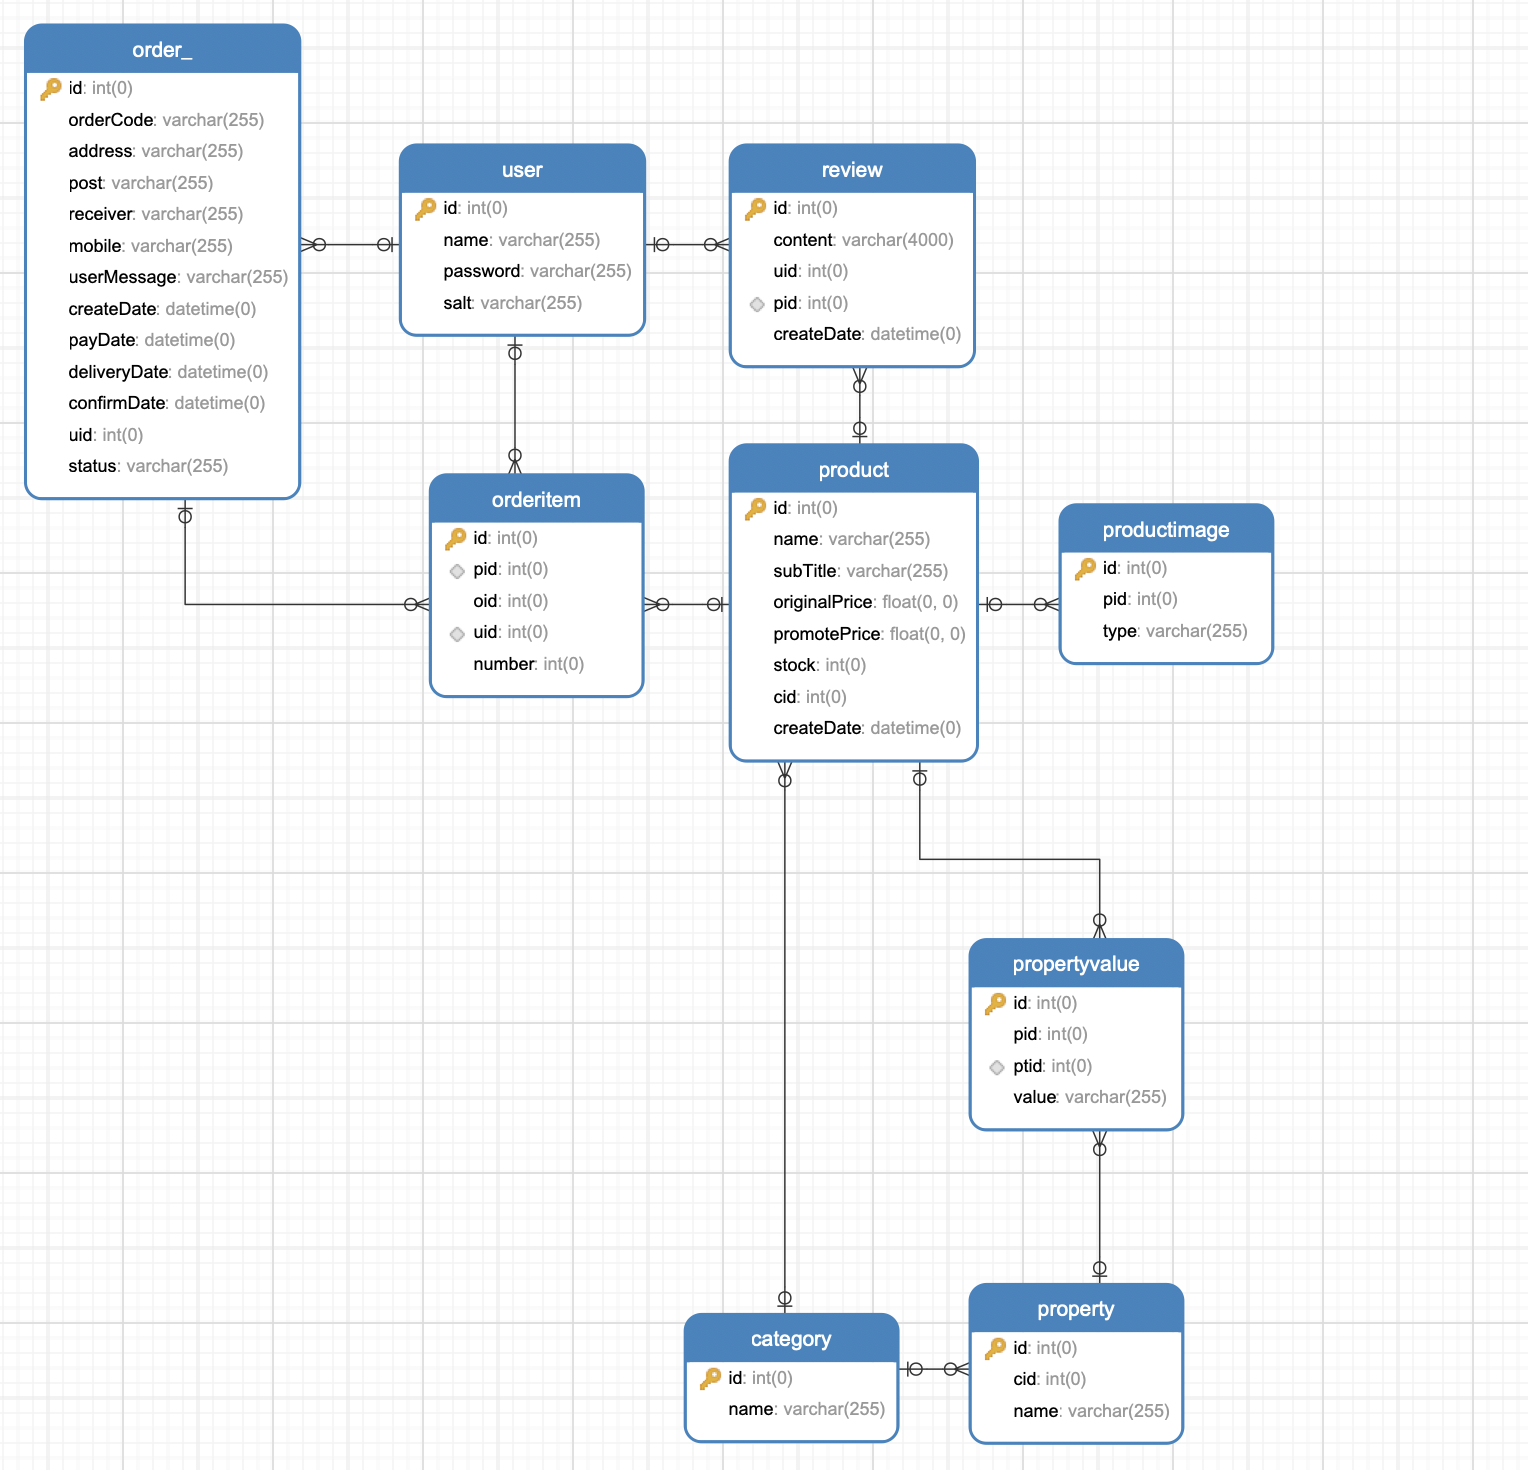 order_
id: int(0)
orderCode: varchar(255)
address: varchar(255)
post: varchar(255)
receiver: varchar(255)
mobile: varchar(255)
userMessage: varchar(255)
createDate: datetime(0)
payDate: datetime(0)
deliveryDate: datetime(0)
confirmDate: datetime(0)
uid: int(0)
status: varchar(255)
user
id: int(0)
name: varchar(255)
password: varchar(255)
salt: varchar(255)
review
id: int(0)
content: varchar(4000)
uid: int(0)
pid: int(0)
createDate: datetime(0)
orderitem
id: int(0)
pid: int(0)
oid: int(0)
uid: int(0)
number: int(0)
product
id: int(0)
name: varchar(255)
subTitle: varchar(255)
originalPrice: float(0, 0)
promotePrice: float(0, 0)
stock: int(0)
cid: int(0)
createDate: datetime(0)
productimage
id: int(0)
pid: int(0)
type: varchar(255)
propertyvalue
id: int(0)
pid: int(0)
ptid: int(0)
value: varchar(255)
category
id: int(0)
name: varchar(255)
property
id: int(0)
cid: int(0)
name: varchar(255)